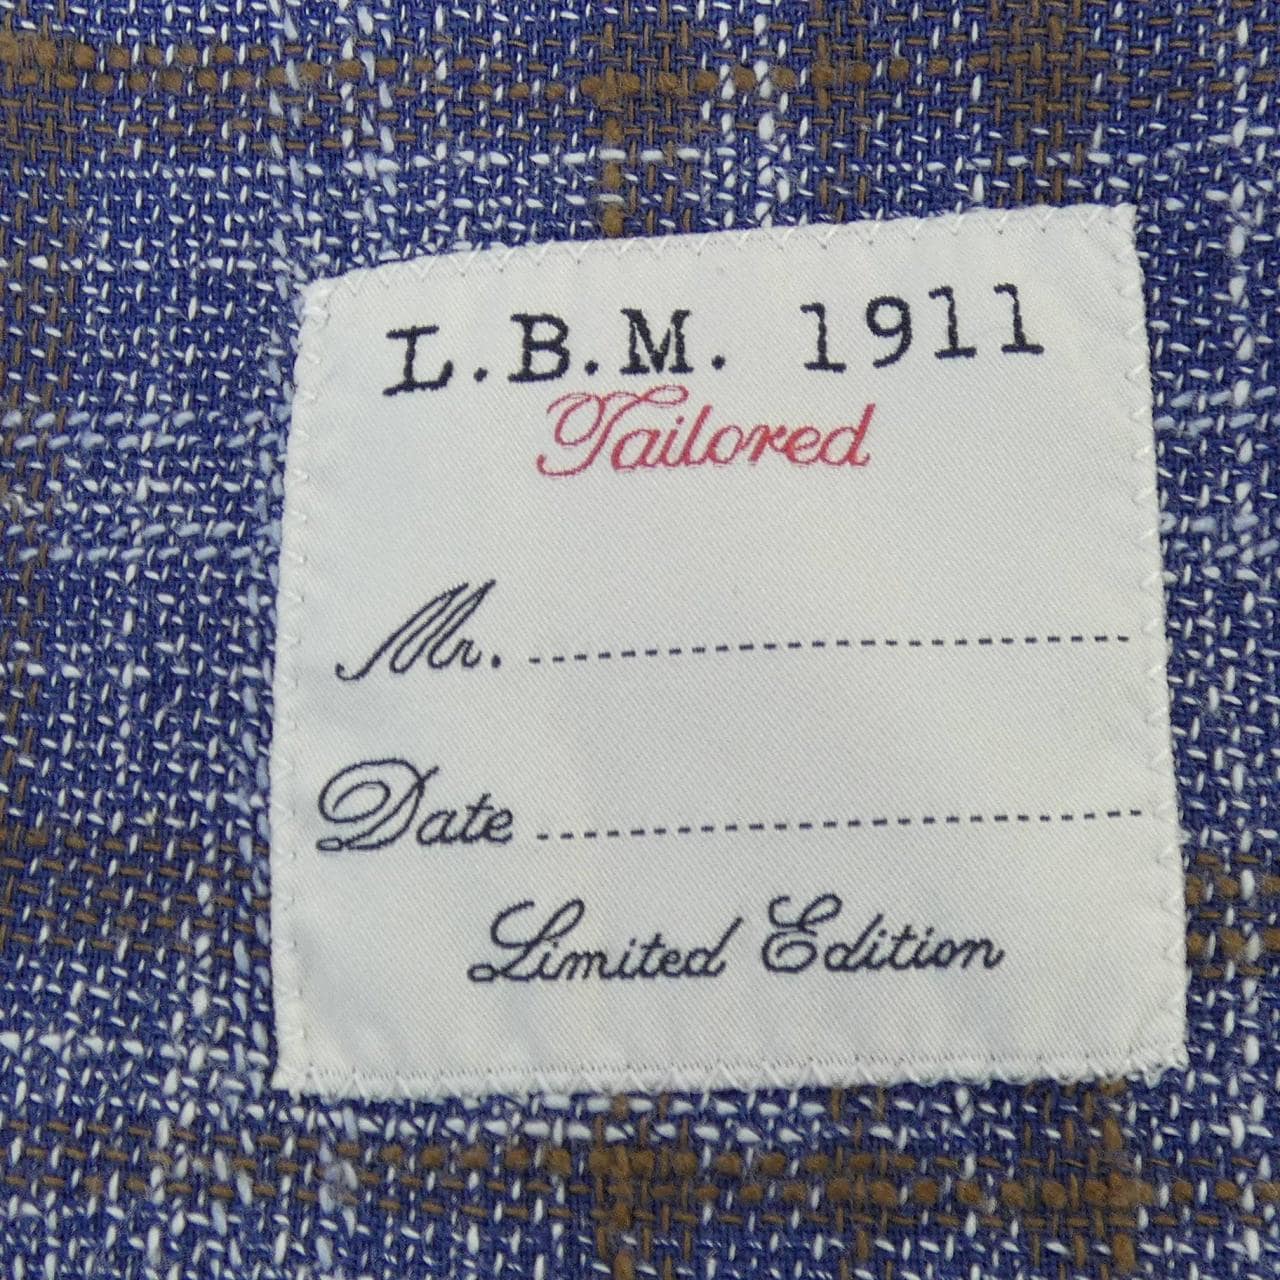 L.B.M. 1911
Tailored
Mr. --------------------------
Date --------------------------
Limited Edition